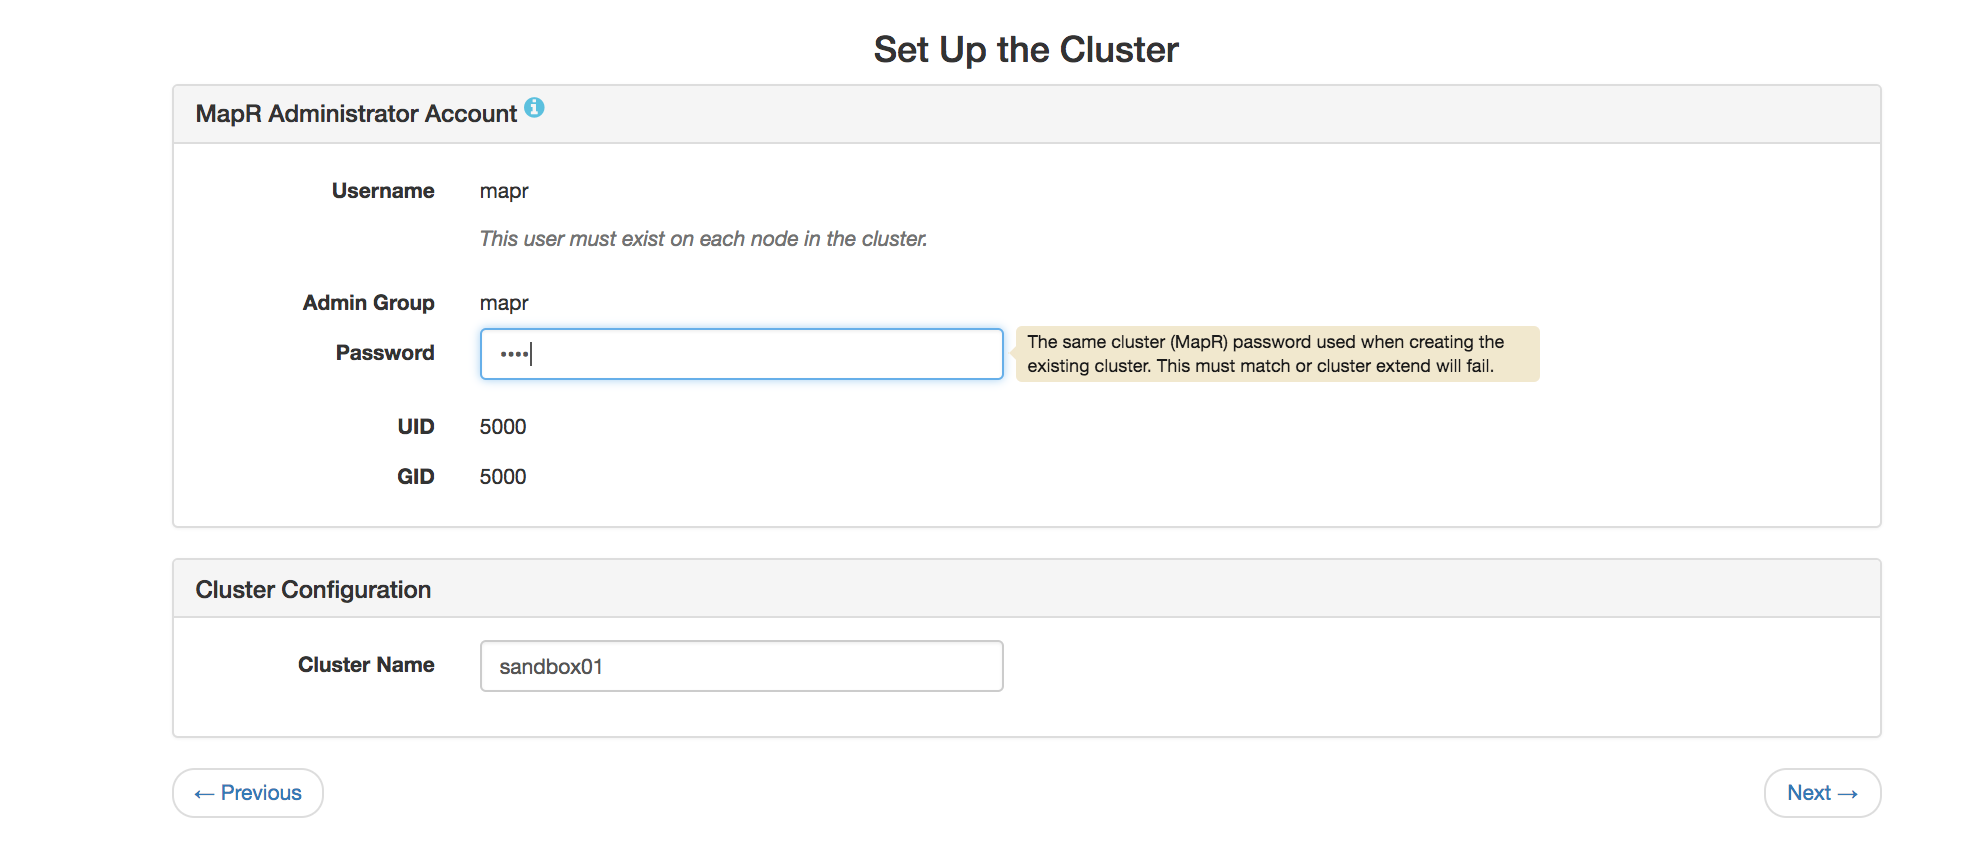 Set Up the Cluster
MapR Administrator Account
Username mapr
This user must exist on each node in the cluster.
Admin Group mapr
Password ••••
The same cluster (MapR) password used when creating the
existing cluster. This must match or cluster extend will fail.
UID 5000
GID 5000
Cluster Configuration
Cluster Name sandbox01
← Previous
Next →